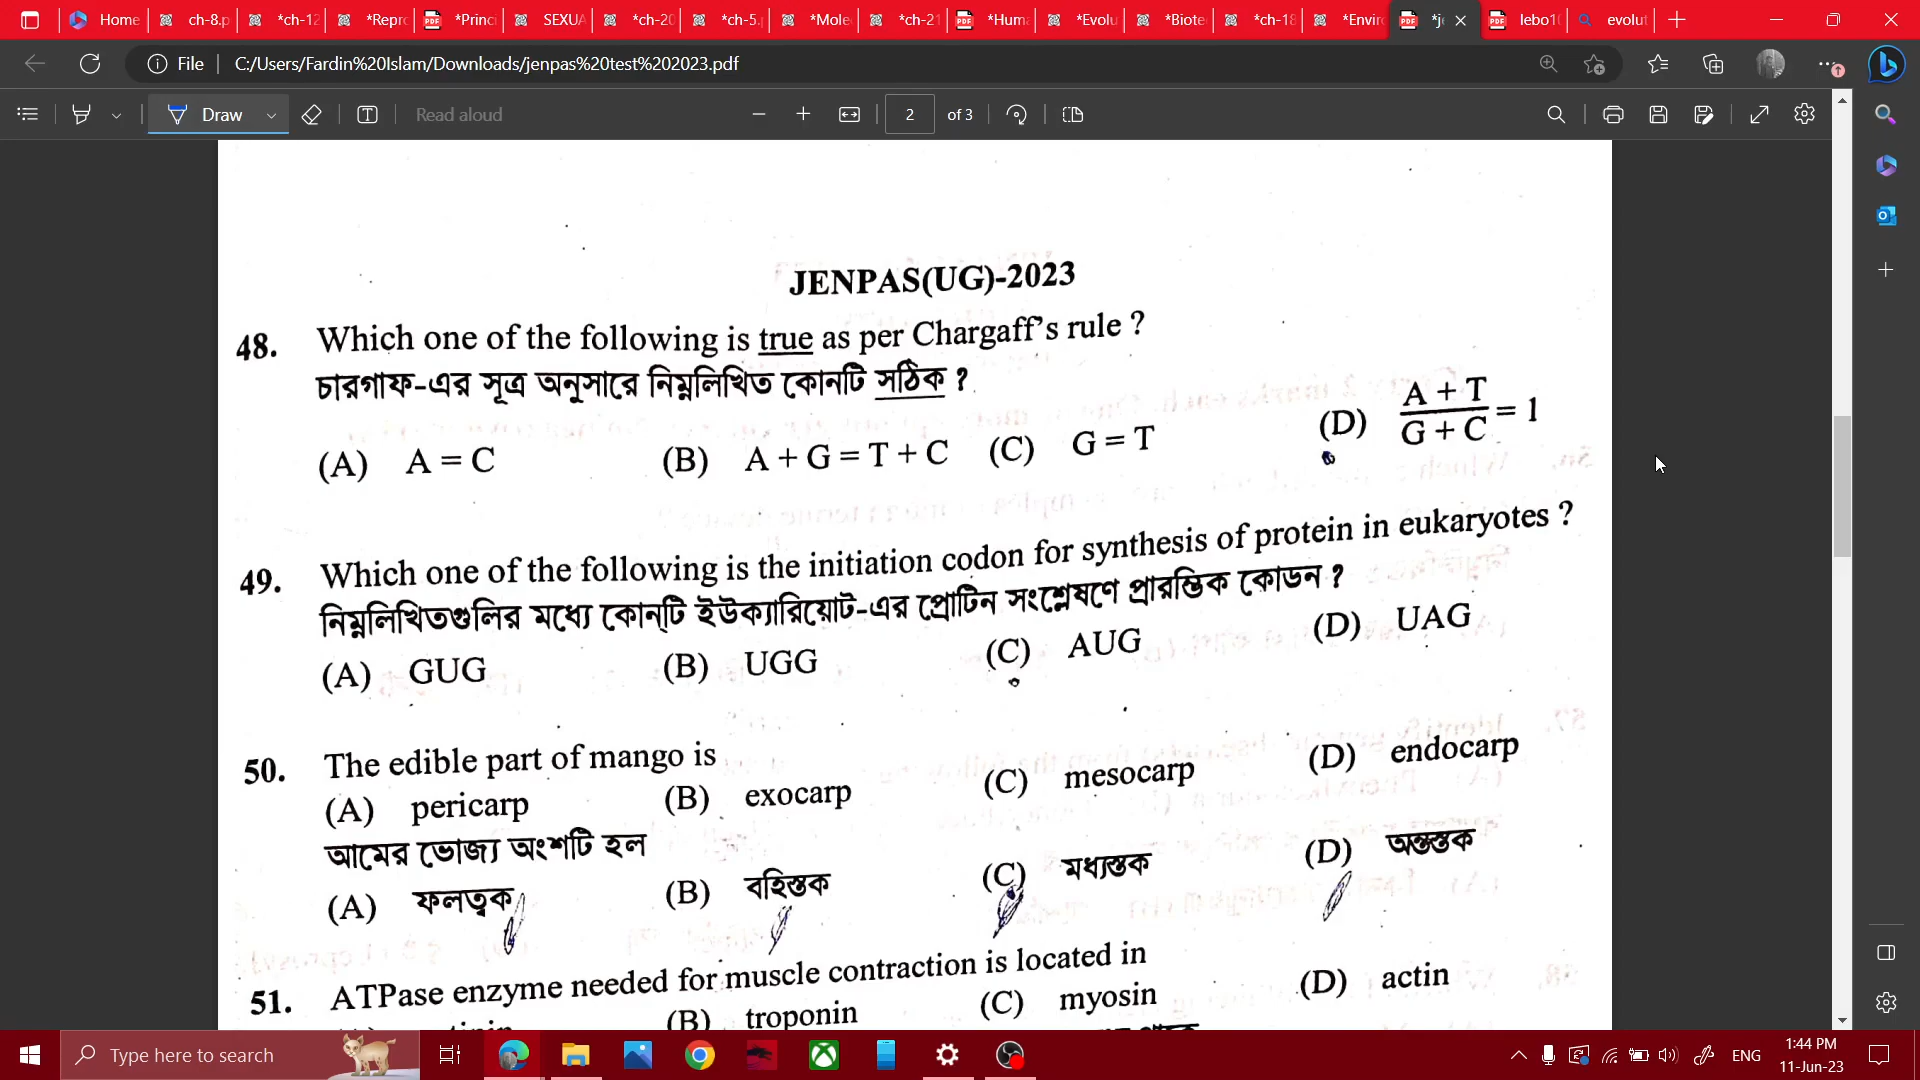 Home
ch-8.p
*ch-12
*Repro
*Princi
SEXUA
*ch-20
*ch-5.
*Mole
*ch-21
*Huma
*Evolu
*Biote
*ch-18
*Enviro
*je
lebo10
evolut
File
C:/Users/Fardin%20Islam/Downloads/jenpas%20test%202023.pdf
Draw
Read aloud
2 of 3
JENPAS(UG)-2023
48. Which one of the following is true as per Chargaff's rule ?
চারগাফ-এর সূত্র অনুসারে নিম্নলিখিত কোনটি সঠিক ?
(A) A = C (B) A + G = T + C (C) G = T (D) A + T / G + C = 1
49. Which one of the following is the initiation codon for synthesis of protein in eukaryotes ?
নিম্নলিখিতগুলির মধ্যে কোন্‌টি ইউক্যারিয়োট-এর প্রোটিন সংশ্লেষণে প্রারম্ভিক কোডন ?
(A) GUG (B) UGG (C) AUG (D) UAG
50. The edible part of mango is
(A) pericarp (B) exocarp (C) mesocarp (D) endocarp
আমের ভোজ্য অংশটি হল
(A) ফলত্বক (B) বহিস্তক (C) মধ্যস্তক (D) অন্তস্তক
51. ATPase enzyme needed for muscle contraction is located in
(B) troponin (C) myosin (D) actin
Type here to search
ENG
1:44 PM
11-Jun-23